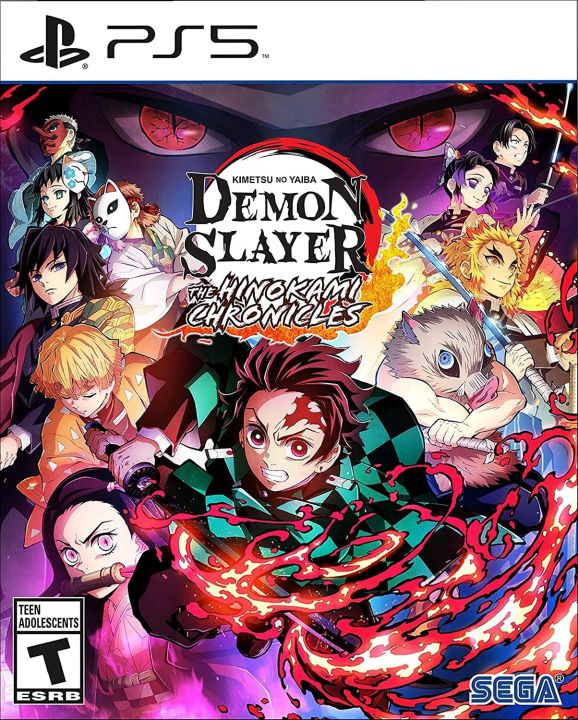 PS5
KIMETSU NO YAIBA
DEMON
SLAYER
THE HINOKAMI
CHRONICLES
TEEN
ADOLESCENTS
T
ESRB
SEGA